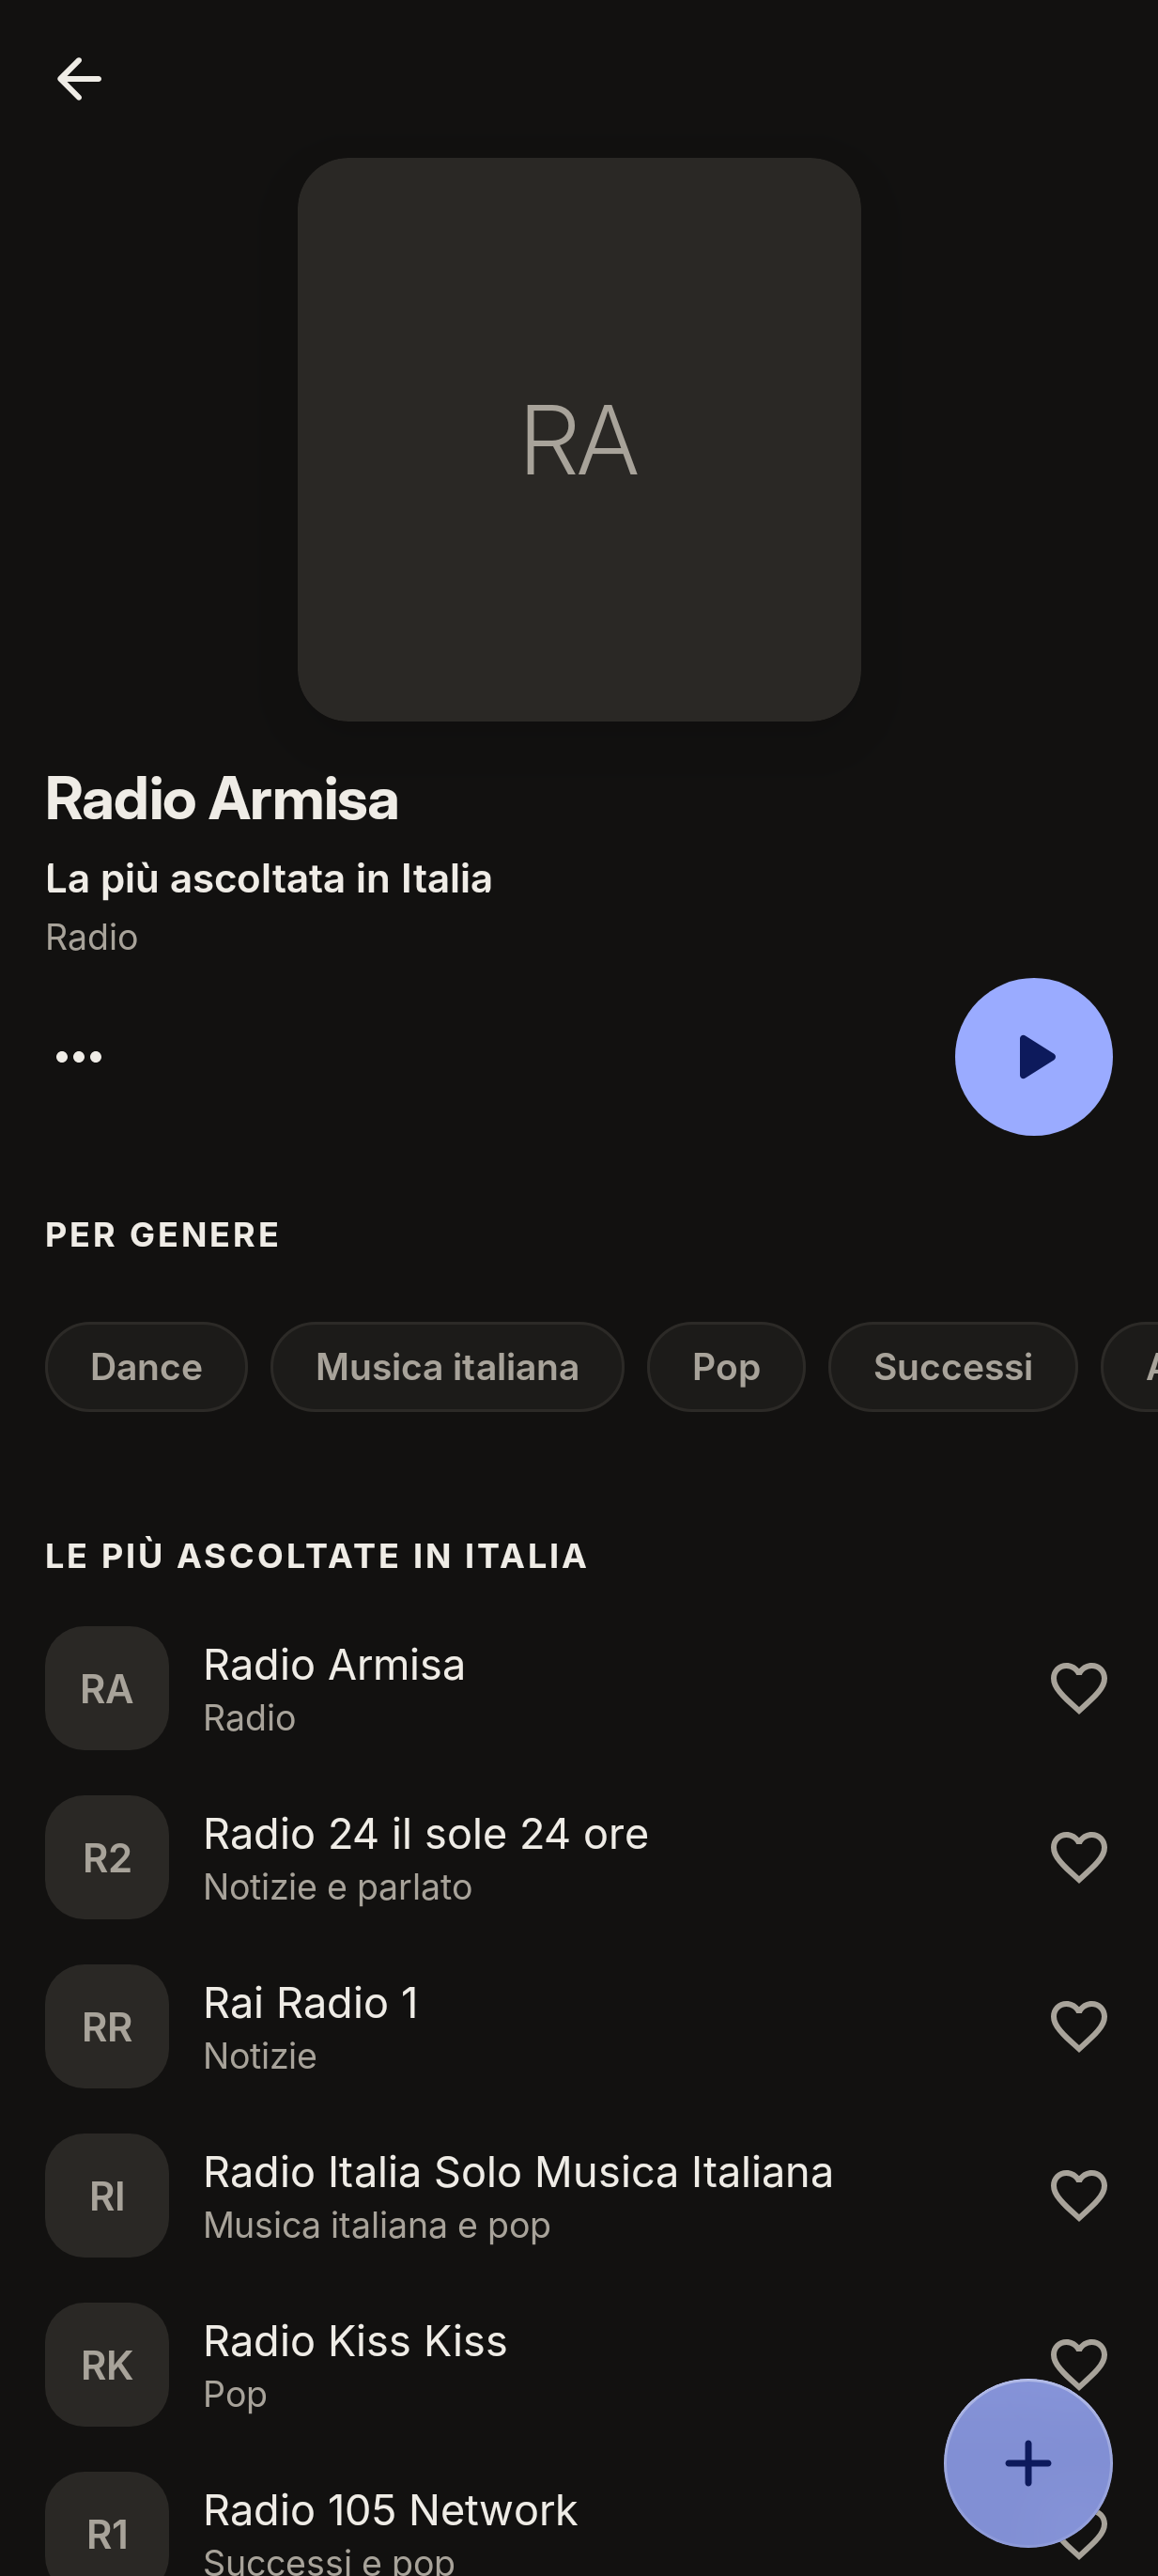 RA
Radio Armisa
La più ascoltata in Italia
Radio
PER GENERE
Dance
Musica italiana
Pop
Successi
LE PIÙ ASCOLTATE IN ITALIA
RA
Radio Armisa
Radio
R2
Radio 24 il sole 24 ore
Notizie e parlato
RR
Rai Radio 1
Notizie
RI
Radio Italia Solo Musica Italiana
Musica italiana e pop
RK
Radio Kiss Kiss
Pop
R1
Radio 105 Network
Successi e pop